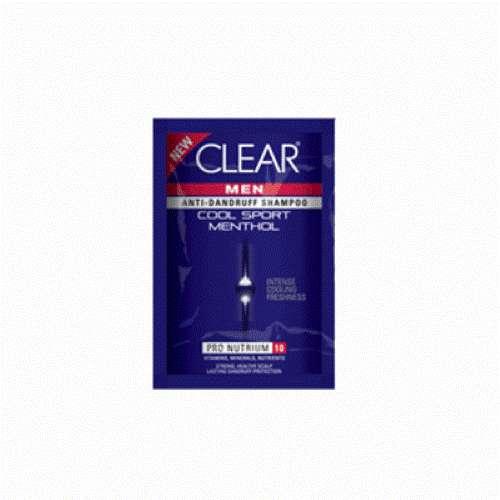 NEW
CLEAR
MEN
ANTI-DANDRUFF SHAMPOO
COOL SPORT
MENTHOL
INTENSE
COOLING
FRESHNESS
PRO NUTRIUM 10
VITAMINS, MINERALS, NUTRIENTS
STRONG, HEALTHY SCALP
LASTING DANDRUFF PROTECTION